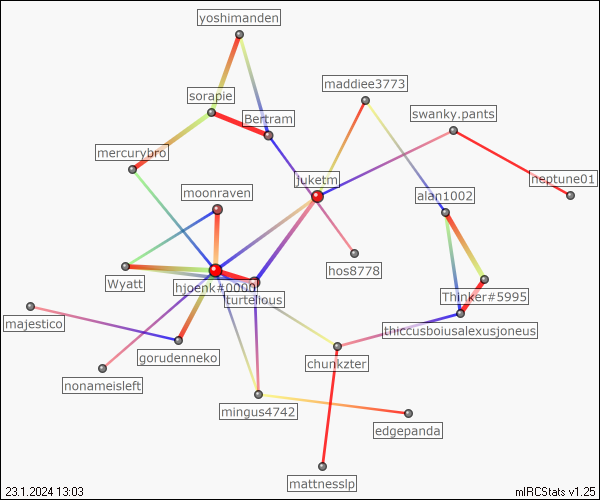 yoshimanden
maddiee3773
sorapie
swanky.pants
Bertram
mercurybro
neptune01
juketm
moonraven
alan1002
hos8778
Wyatt
hjoenk#0000
Thinker#5995
turtelious
majestico
thiccusboiusalexusjoneus
gorudenneko
chunkzter
nonameisleft
mingus4742
edgepanda
mattnesslp
23.1.2024 13:03
mIRCStats v1.25